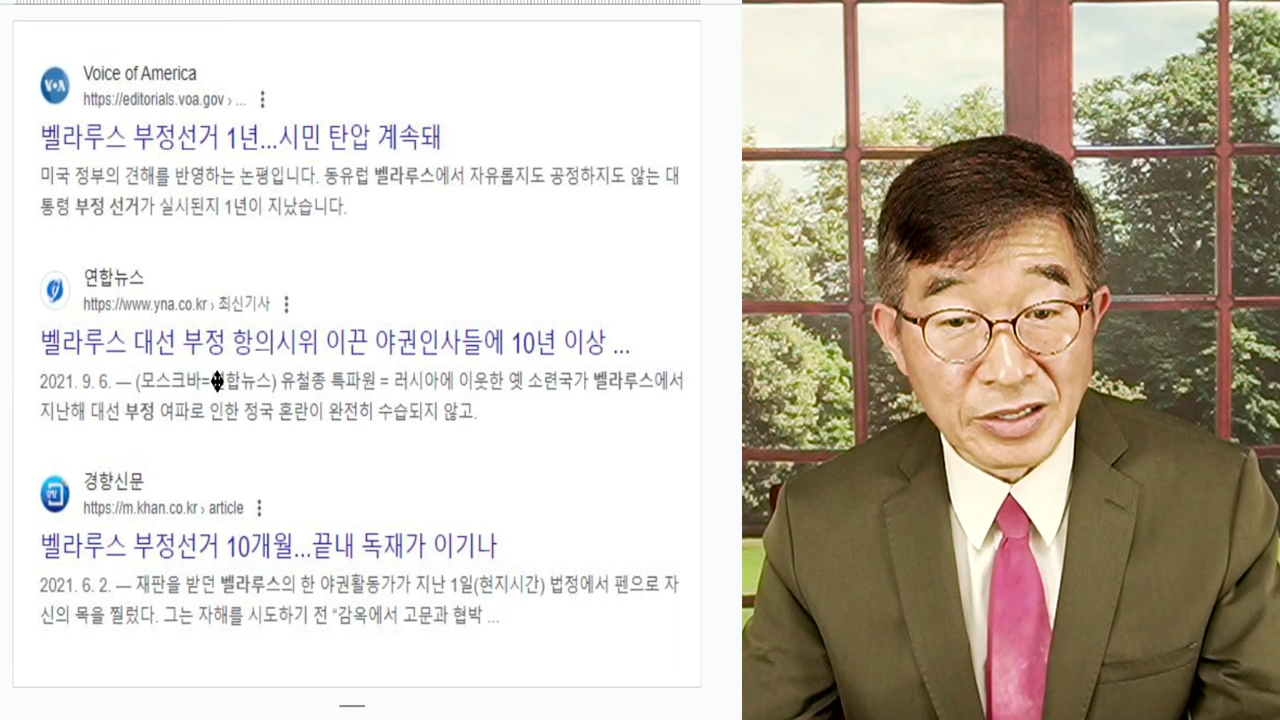 VOA
Voice of America
https://editorials.voa.gov › ...
벨라루스 부정선거 1년...시민 탄압 계속돼
미국 정부의 견해를 반영하는 논평입니다. 동유럽 벨라루스에서 자유롭지도 공정하지도 않는 대
통령 부정 선거가 실시된지 1년이 지났습니다.
연합뉴스
https://www.yna.co.kr › 최신기사
벨라루스 대선 부정 항의시위 이끈 야권인사들에 10년 이상 ...
2021. 9. 6. — (모스크바=합뉴스) 유철종 특파원 = 러시아에 이웃한 옛 소련국가 벨라루스에서
지난해 대선 부정 여파로 인한 정국 혼란이 완전히 수습되지 않고.
경향신문
https://m.khan.co.kr › article
벨라루스 부정선거 10개월...끝내 독재가 이기나
2021. 6. 2. — 재판을 받던 벨라루스의 한 야권활동가가 지난 1일(현지시간) 법정에서 펜으로 자
신의 목을 찔렀다. 그는 자해를 시도하기 전 “감옥에서 고문과 협박 ...